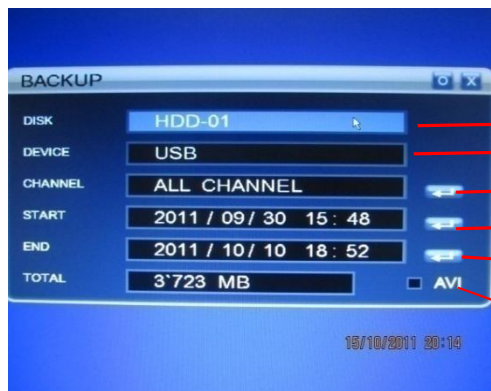 BACKUP
DISK HDD-01
DEVICE USB
CHANNEL ALL CHANNEL
START 2011 / 09 / 30 15 : 48
END 2011 / 10 / 10 18 : 52
TOTAL 3`723 MB AVI
15/10/2011 20:14